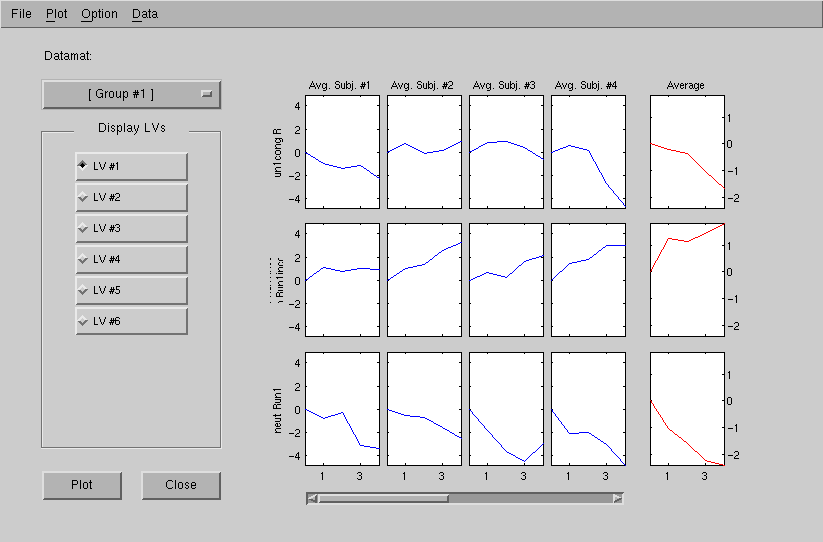 File Plot Option Data
Datamat:
[ Group #1 ]
Display LVs
LV #1
LV #2
LV #3
LV #4
LV #5
LV #6
Plot Close
Avg. Subj. #1 Avg. Subj. #2 Avg. Subj. #3 Avg. Subj. #4 Average
un1cong R
4
2
0
-2
-4
1
0
-1
-2
Run1iner
4
2
0
-2
-4
1
0
-1
-2
neut Run1
4
2
0
-2
-4
1
0
-1
-2
1 3 1 3 1 3 1 3 1 3